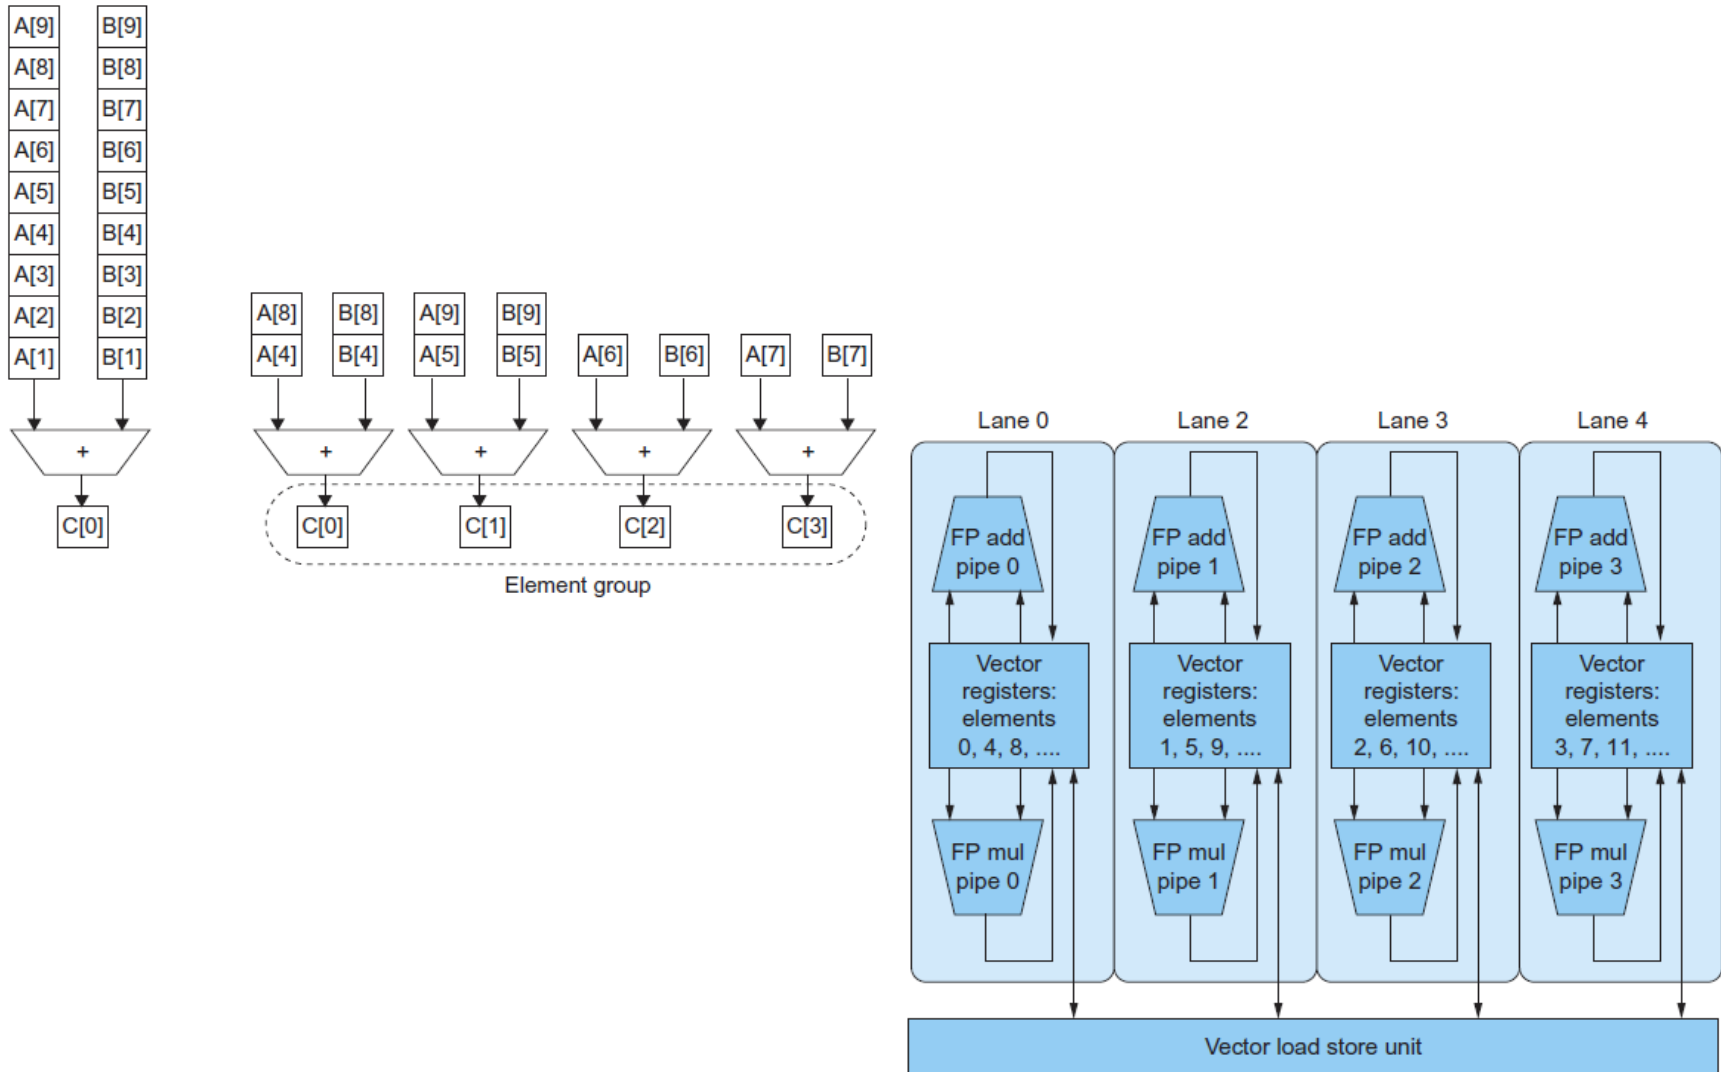 A[9] B[9]
A[8] B[8]
A[7] B[7]
A[6] B[6]
A[5] B[5]
A[4] B[4]
A[3] B[3]
A[2] B[2]
A[1] B[1]
+
C[0]
A[8] B[8] A[9] B[9]
A[4] B[4] A[5] B[5] A[6] B[6] A[7] B[7]
+ + + +
C[0] C[1] C[2] C[3]
Element group
Lane 0 Lane 2 Lane 3 Lane 4
FP add FP add FP add FP add
pipe 0 pipe 1 pipe 2 pipe 3
Vector Vector Vector Vector
registers: registers: registers: registers:
elements elements elements elements
0, 4, 8, .... 1, 5, 9, .... 2, 6, 10, .... 3, 7, 11, ....
FP mul FP mul FP mul FP mul
pipe 0 pipe 1 pipe 2 pipe 3
Vector load store unit